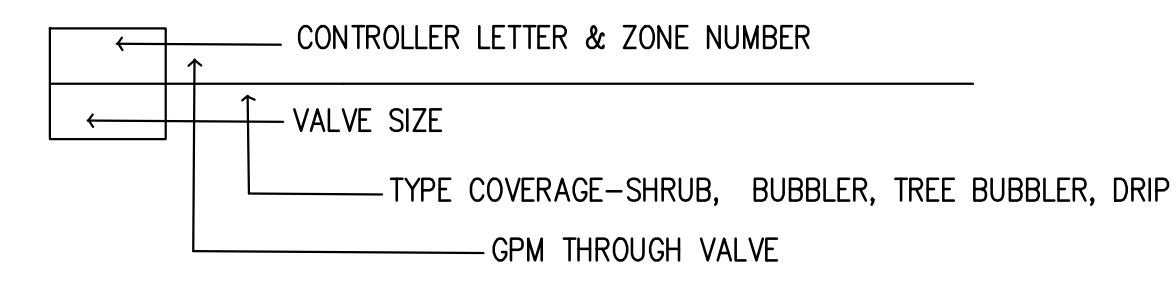 CONTROLLER LETTER & ZONE NUMBER
VALVE SIZE
TYPE COVERAGE-SHRUB, BUBBLER, TREE BUBBLER, DRIP
GPM THROUGH VALVE